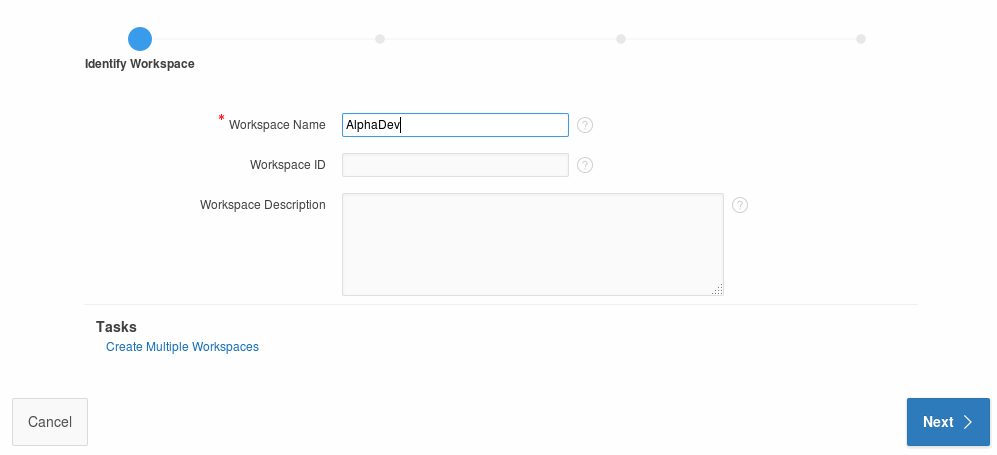 Identify Workspace
* Workspace Name AlphaDev ?
Workspace ID ?
Workspace Description ?
Tasks
Create Multiple Workspaces
Cancel Next